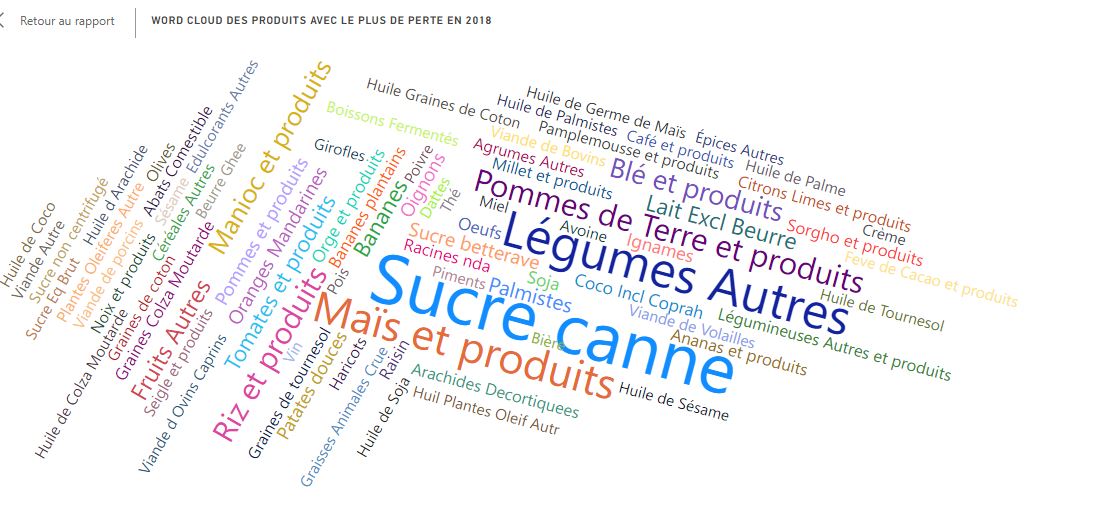 Retour au rapport
WORD CLOUD DES PRODUITS AVEC LE PLUS DE PERTE EN 2018
Huile de Coco
Viande Autre
Sucre non centrifugé
Sucre Eq Brut
Plantes Oleiferes Autre
Huile d Arachide
Viande de porcins
Noix et produits
Olives
Abats Comestible
Sésame
Edulcorants Autres
Céréales Autres
Beurre Ghee
Graines de coton
Graines Colza Moutarde
Huile de Colza Moutarde
Fruits Autres
Seigle et produits
Viande d Ovins Caprins
Manioc et produits
Pommes et produits
Oranges Mandarines
Tomates et produits
Riz et produits
Vin
Girofles
Orge et produits
Bananes plantains
Bananes
Pois
Poivre
Oignons
Dattes
Thé
Boissons Fermentés
Huile Graines de Coton
Huile de Germe de Maïs
Huile de Palmistes
Pamplemousse et produits
Café et produits
Épices Autres
Viande de Bovins
Agrumes Autres
Millet et produits
Blé et produits
Huile de Palme
Citrons Limes et produits
Pommes de Terre et produits
Lait Excl Beurre
Sorgho et produits
Crème
Feve de Cacao et produits
Miel
Oeufs
Avoine
Ignames
Légumes Autres
Sucre betterave
Racines nda
Piments
Palmistes
Soja
Coco Incl Coprah
Huile de Tournesol
Viande de Volailles
Légumineuses Autres et produits
Ananas et produits
Sucre canne
Bière
Maïs et produits
Arachides Decortiquees
Huil Plantes Oleif Autr
Huile de Sésame
Graines de tournesol
Patates douces
Haricots
Graisses Animales Crue
Raisin
Huile de Soja